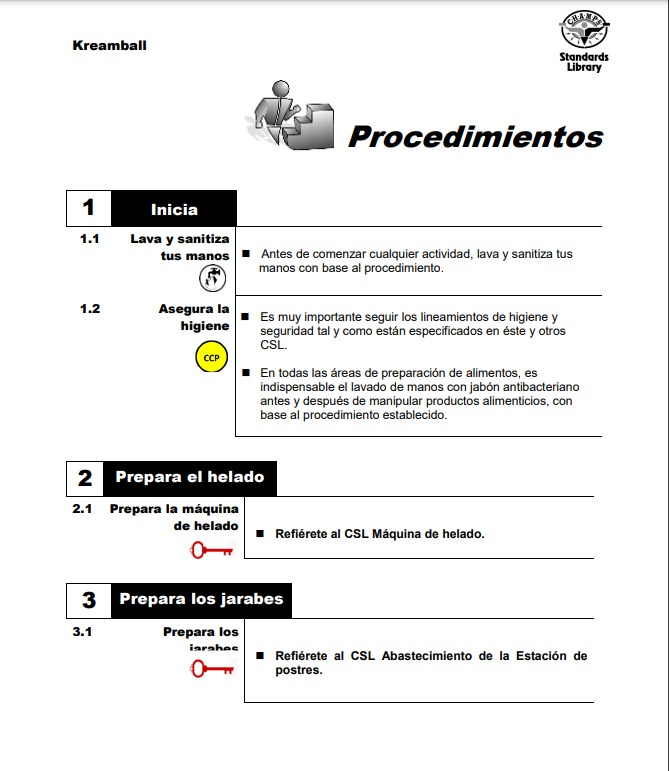 Kreamball
CHAMPS
Standards
Library
Procedimientos
1 Inicia
1.1 Lava y sanitiza
tus manos
■ Antes de comenzar cualquier actividad, lava y sanitiza tus
manos con base al procedimiento.
1.2 Asegura la
higiene
CCP
■ Es muy importante seguir los lineamientos de higiene y
seguridad tal y como están especificados en éste y otros
CSL.
■ En todas las áreas de preparación de alimentos, es
indispensable el lavado de manos con jabón antibacteriano
antes y después de manipular productos alimenticios, con
base al procedimiento establecido.
2 Prepara el helado
2.1 Prepara la máquina
de helado
■ Refiérete al CSL Máquina de helado.
3 Prepara los jarabes
3.1 Prepara los
jarabes
■ Refiérete al CSL Abastecimiento de la Estación de
postres.